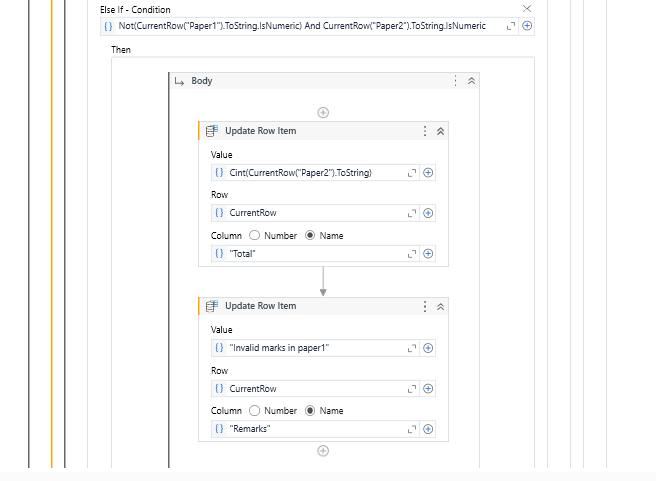 Else If - Condition
Not(CurrentRow("Paper1").ToString.IsNumeric) And CurrentRow("Paper2").ToString.IsNumeric
Then
Body
Update Row Item
Value
Cint(CurrentRow("Paper2").ToString)
Row
CurrentRow
Column Number Name
"Total"
Update Row Item
Value
"Invalid marks in paper1"
Row
CurrentRow
Column Number Name
"Remarks"